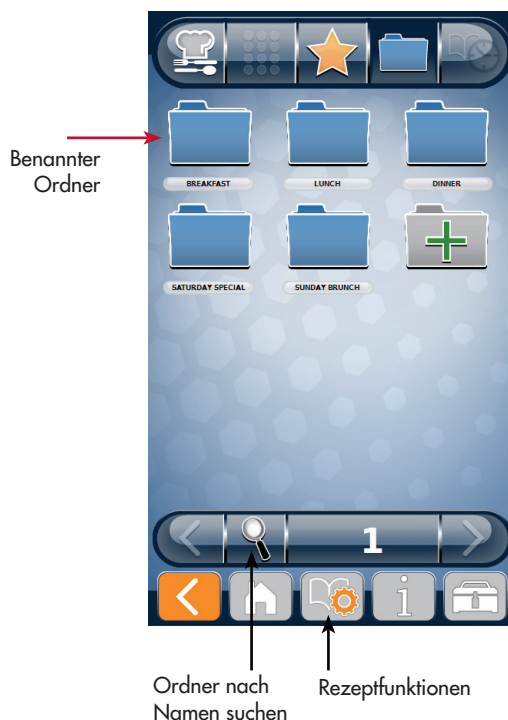 Benannter
Ordner
BREAKFAST
LUNCH
DINNER
SATURDAY SPECIAL
SUNDAY BRUNCH
1
i
Ordner nach
Namen suchen
Rezeptfunktionen